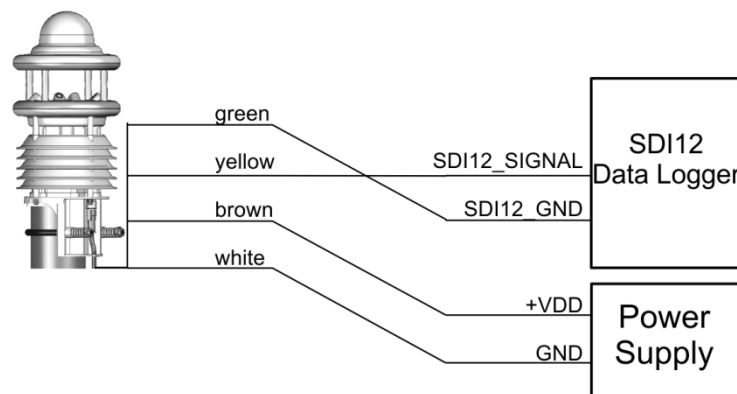 green
yellow
brown
white
SDI12_SIGNAL
SDI12_GND
+VDD
GND
SDI12
Data Logger
Power
Supply